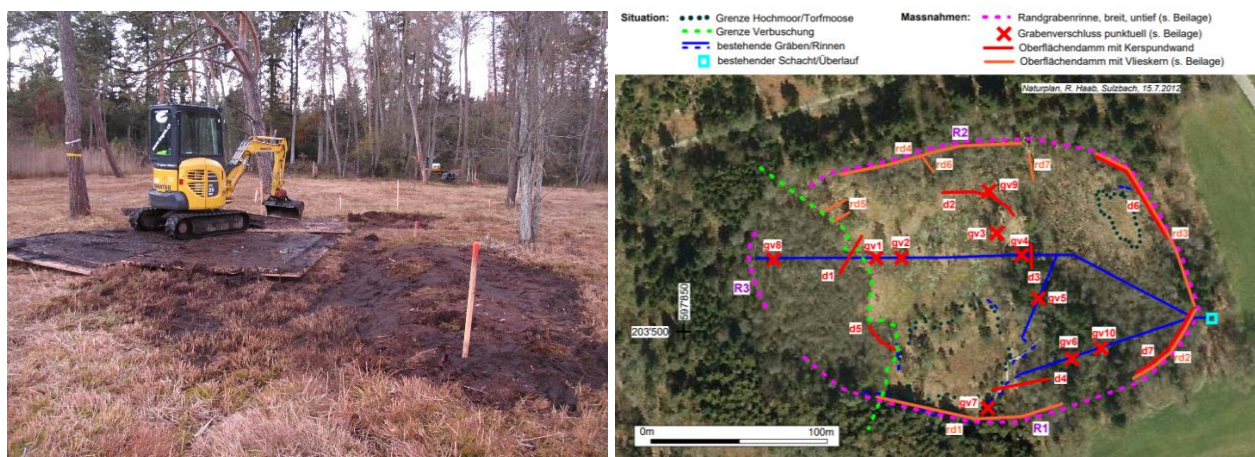 KOMATSU
Situation:
Grenze Hochmoor/Torfmoose
Grenze Verbuschung
bestehende Gräben/Rinnen
bestehender Schacht/Überlauf
Massnahmen:
Randgrabenrinne, breit, untief (s. Beilage)
Grabenverschluss punktuell (s. Beilage)
Oberflächendamm mit Kerspundwand
Oberflächendamm mit Vlieskern (s. Beilage)
Naturplan, R. Haab, Sulzbach, 15.7.2012
R2
rd4
rd6
rd7
gv9
d2
d6
rd5
gv3
rd3
gv8
gv1
gv2
gv4
d1
d3
R3
gv5
597'850
203'500
d5
gv6
gv10
d7
rd2
d4
gv7
rd1
R1
0m
100m